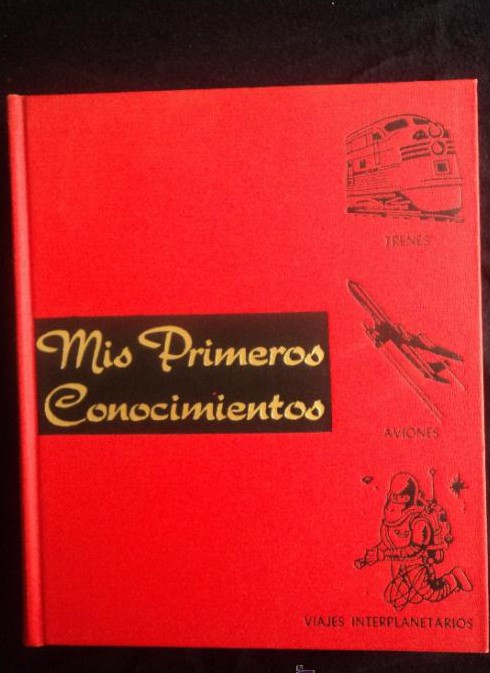 TRENES
Mis Primeros
Conocimientos
AVIONES
VIAJES INTERPLANETARIOS